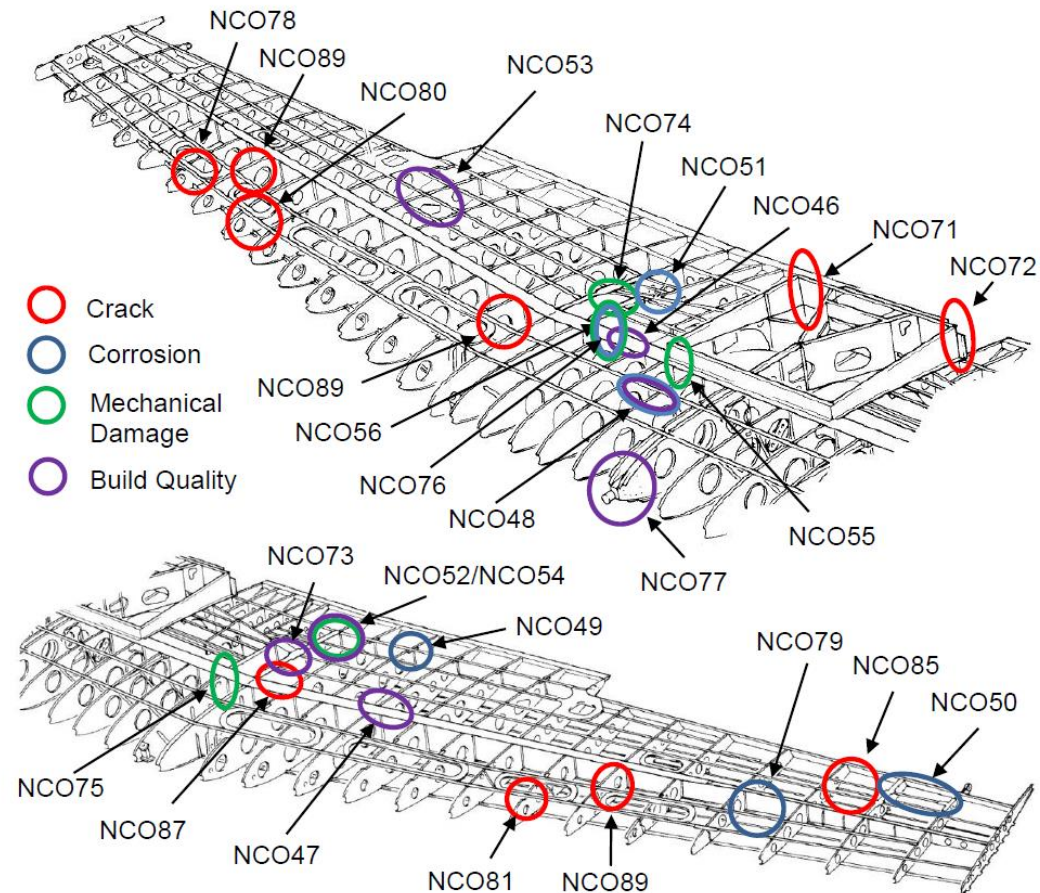 NCO78
NCO89
NCO80
NCO53
NCO74
NCO51
NCO46
NCO71
NCO72
Crack
Corrosion
Mechanical
Damage
Build Quality
NCO89
NCO56
NCO76
NCO48
NCO55
NCO77
NCO73
NCO52/NCO54
NCO49
NCO79
NCO85
NCO50
NCO75
NCO87
NCO47
NCO81
NCO89